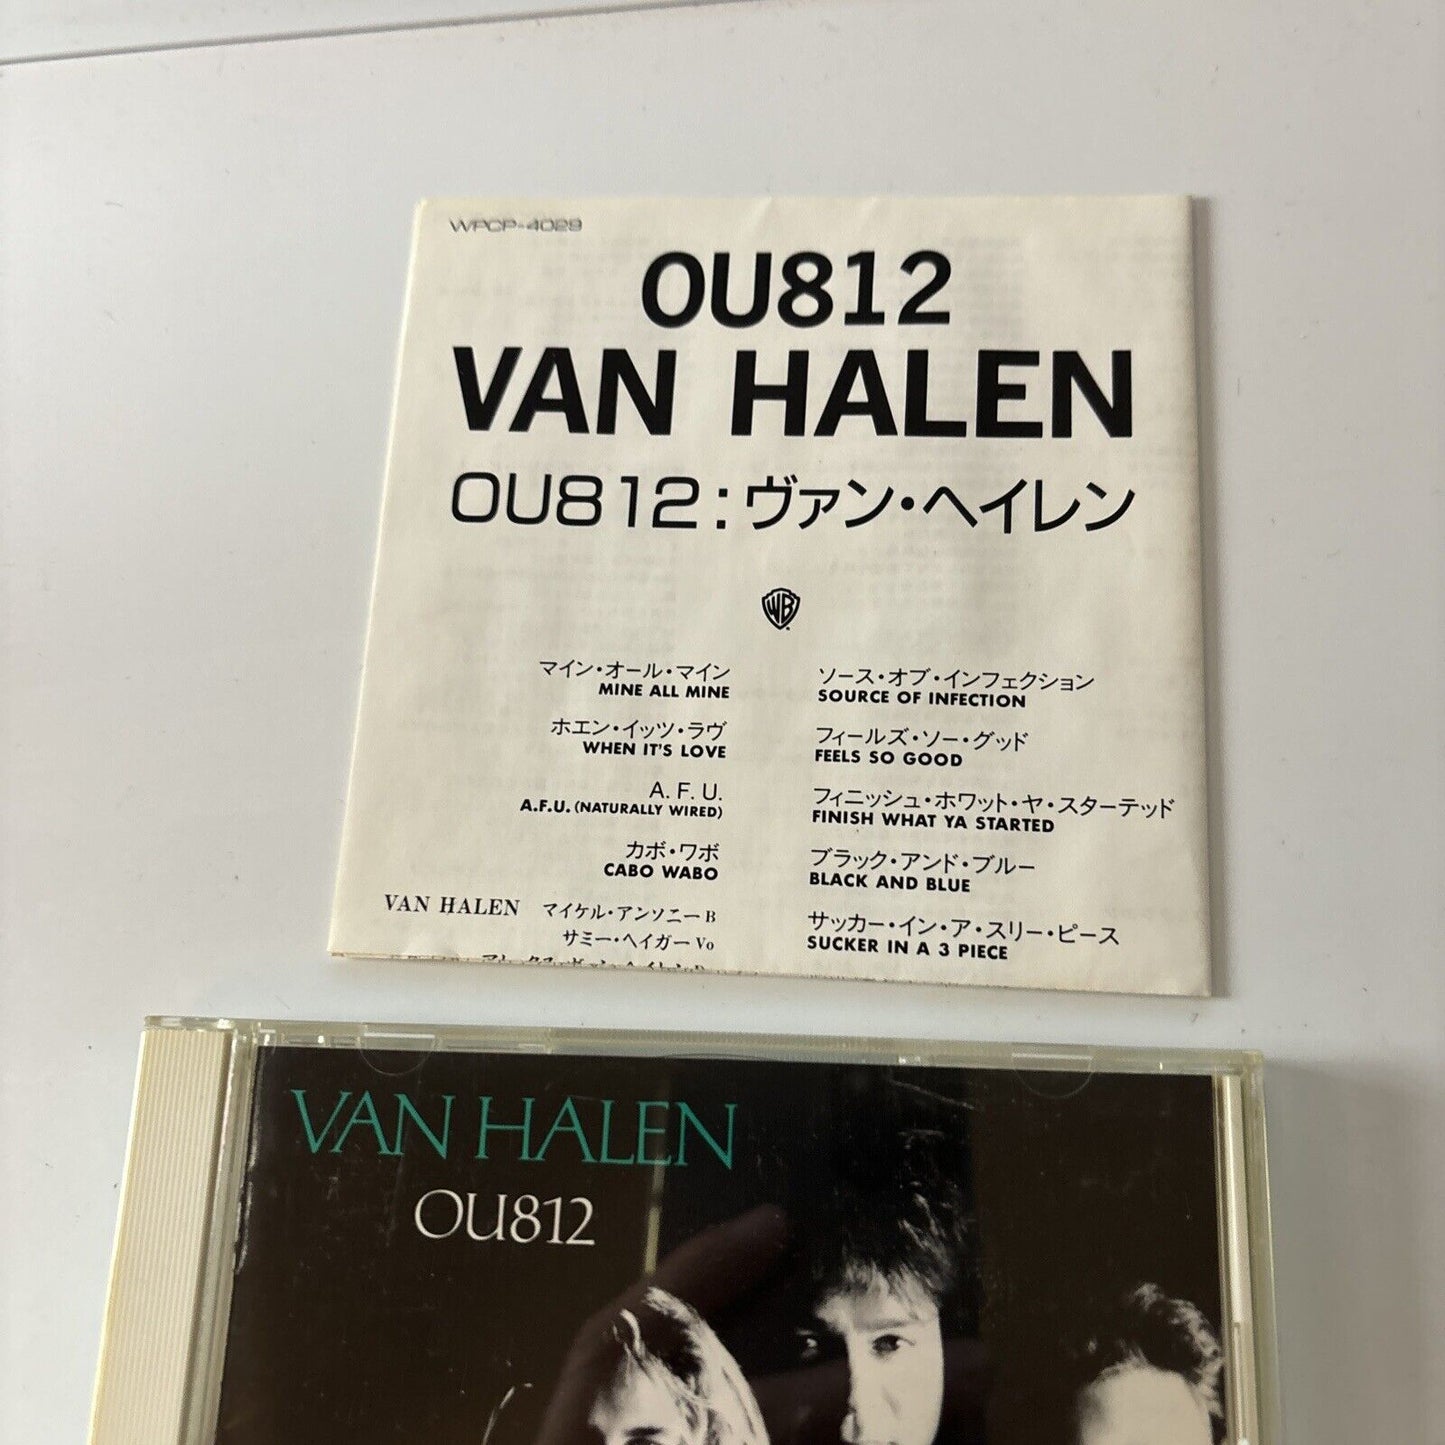 WPCP-4029
OU812
VAN HALEN
OU812:ヴァン・ヘイレン
WB
マイン・オール・マイン
MINE ALL MINE
ホエン・イッツ・ラヴ
WHEN IT'S LOVE
A.F.U.
A.F.U. (NATURALLY WIRED)
カボ・ワボ
CABO WABO
VAN HALEN マイケル・アンソニー B
サミー・ヘイガー Vo
ソース・オブ・インフェクション
SOURCE OF INFECTION
フィールズ・ソー・グッド
FEELS SO GOOD
フィニッシュ・ホワット・ヤ・スターテッド
FINISH WHAT YA STARTED
ブラック・アンド・ブルー
BLACK AND BLUE
サッカー・イン・ア・スリー・ピース
SUCKER IN A 3 PIECE
VAN HALEN
OU812